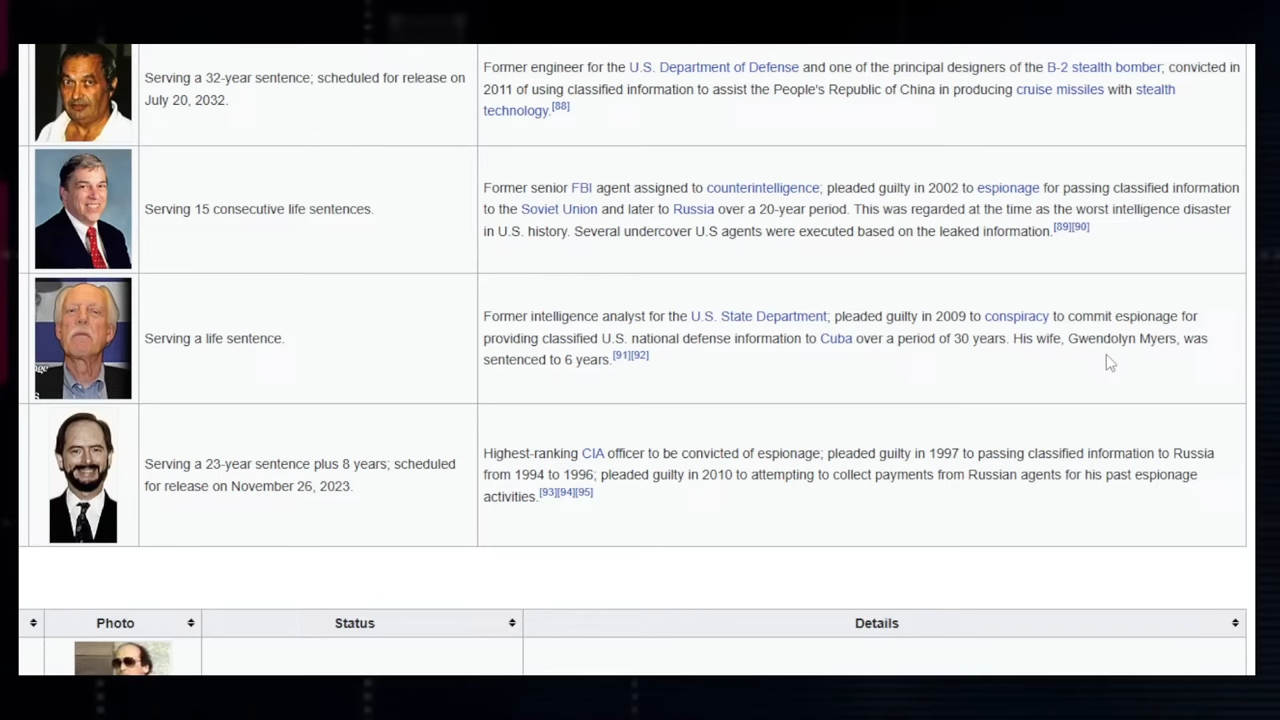 Serving a 32-year sentence; scheduled for release on
July 20, 2032.
Former engineer for the U.S. Department of Defense and one of the principal designers of the B-2 stealth bomber; convicted in
2011 of using classified information to assist the People's Republic of China in producing cruise missiles with stealth
technology.[88]
Serving 15 consecutive life sentences.
Former senior FBI agent assigned to counterintelligence; pleaded guilty in 2002 to espionage for passing classified information
to the Soviet Union and later to Russia over a 20-year period. This was regarded at the time as the worst intelligence disaster
in U.S. history. Several undercover U.S agents were executed based on the leaked information.[89][90]
Serving a life sentence.
Former intelligence analyst for the U.S. State Department; pleaded guilty in 2009 to conspiracy to commit espionage for
providing classified U.S. national defense information to Cuba over a period of 30 years. His wife, Gwendolyn Myers, was
sentenced to 6 years.[91][92]
Serving a 23-year sentence plus 8 years; scheduled
for release on November 26, 2023.
Highest-ranking CIA officer to be convicted of espionage; pleaded guilty in 1997 to passing classified information to Russia
from 1994 to 1996; pleaded guilty in 2010 to attempting to collect payments from Russian agents for his past espionage
activities.[93][94][95]
Photo Status Details